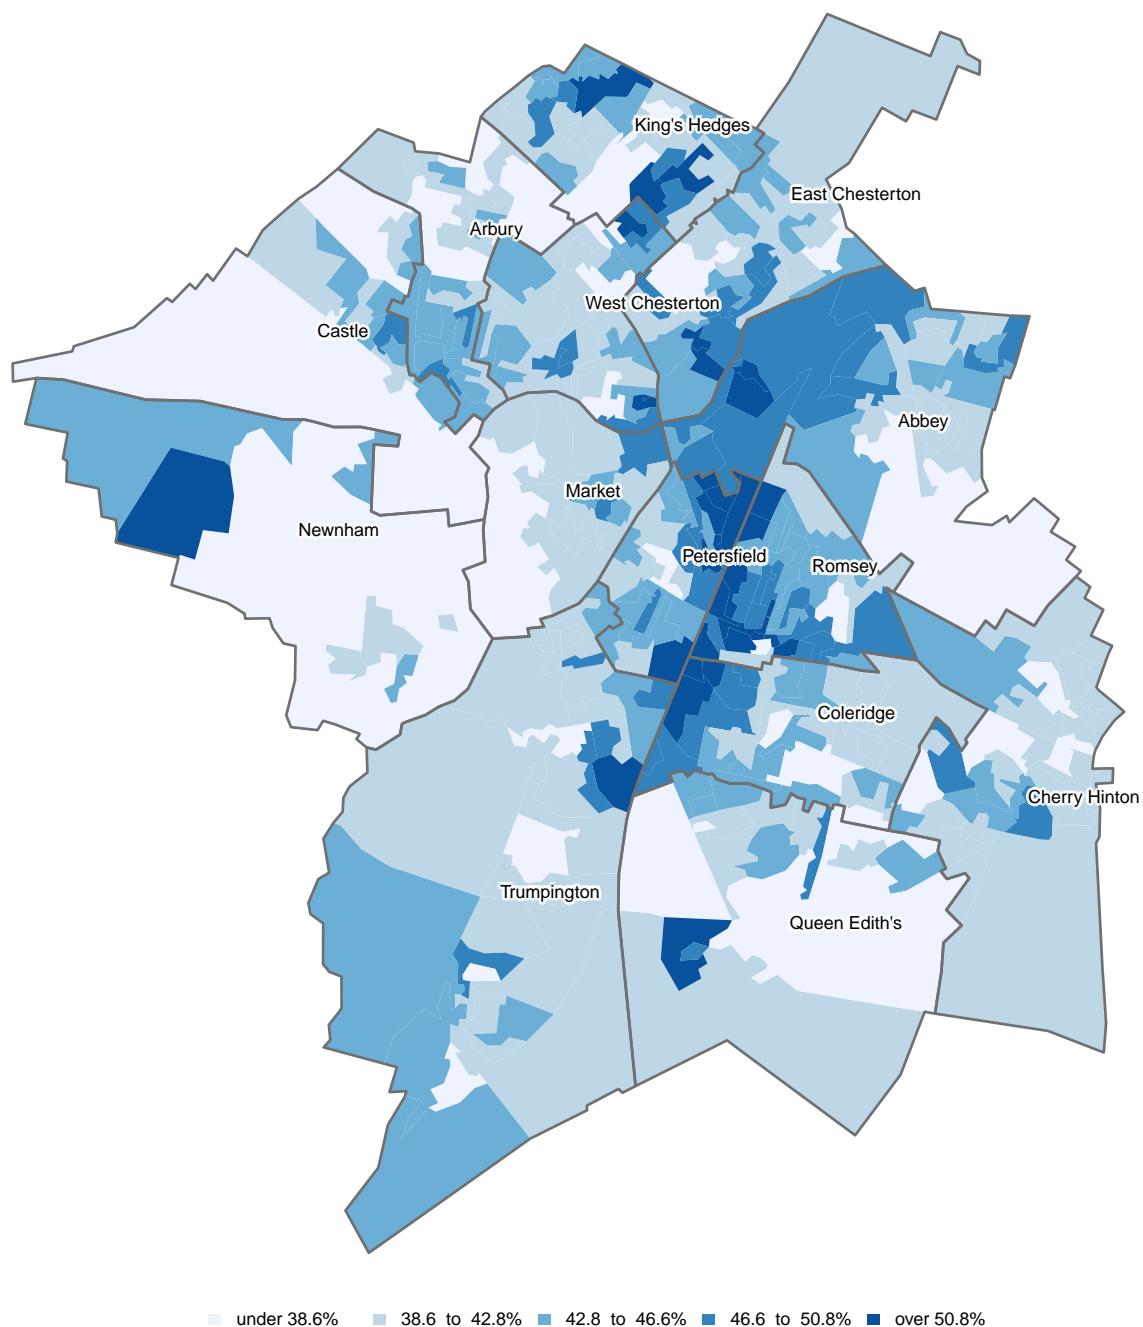 King's Hedges
East Chesterton
Arbury
West Chesterton
Castle
Abbey
Market
Newnham
Petersfield
Romsey
Coleridge
Cherry Hinton
Trumpington
Queen Edith's
under 38.6% 38.6 to 42.8% 42.8 to 46.6% 46.6 to 50.8% over 50.8%